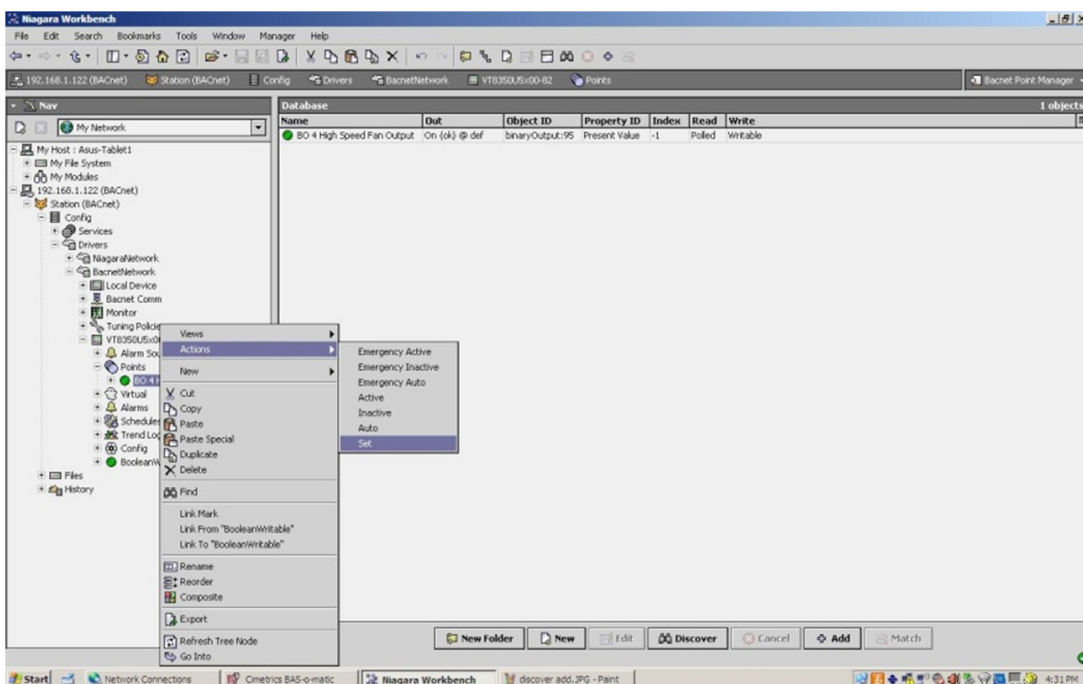 Niagara Workbench
File Edit Search Bookmarks Tools Window Manager Help
192.168.1.122 (BACnet) Station (BACnet) Config Drivers BacnetNetwork VT8350U5x00-82 Points Bacnet Point Manager
Nav
My Network
My Host : Asus-Tablet1
My File System
My Modules
192.168.1.122 (BACnet)
Station (BACnet)
Config
Services
Drivers
NiagaraNetwork
BacnetNetwork
Local Device
Bacnet Comm
Monitor
Tuning Policie
VT8350U5x0
Alarm Sou
Points
BO 4 H
Virtual
Alarms
Schedules
Trend Log
Config
BooleanW
Files
History
Database 1 objects
Name Out Object ID Property ID Index Read Write
BO 4 High Speed Fan Output On {ok} @ def binaryOutput:95 Present Value -1 Polled Writable
Views
Actions
New
Cut
Copy
Paste
Paste Special
Duplicate
Delete
Find
Link Mark
Link From "BooleanWritable"
Link To "BooleanWritable"
Rename
Reorder
Composite
Export
Refresh Tree Node
Go Into
Emergency Active
Emergency Inactive
Emergency Auto
Active
Inactive
Auto
Set
New Folder New Edit Discover Cancel Add Match
Start Network Connections Cimetrics BAS-o-matic Niagara Workbench discover add.JPG - Paint 4:31 PM